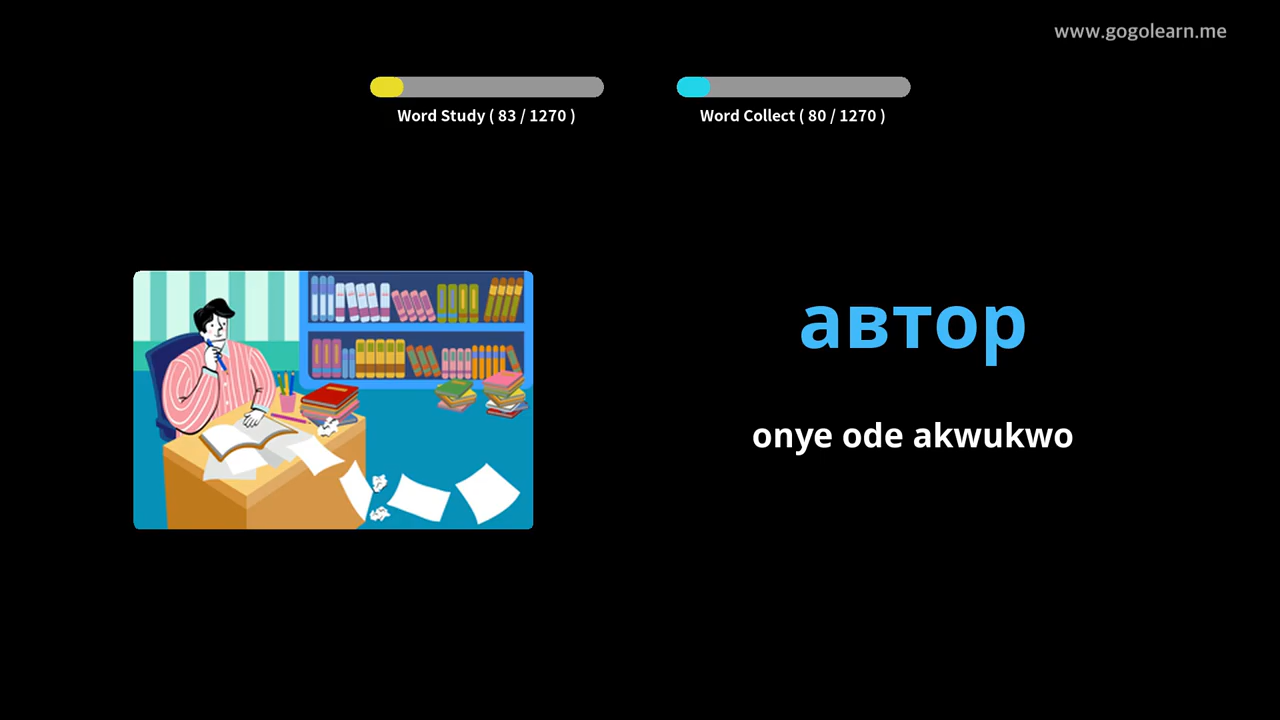 www.gogolearn.me
Word Study ( 83 / 1270 )
Word Collect ( 80 / 1270 )
автор
onye ode akwukwo